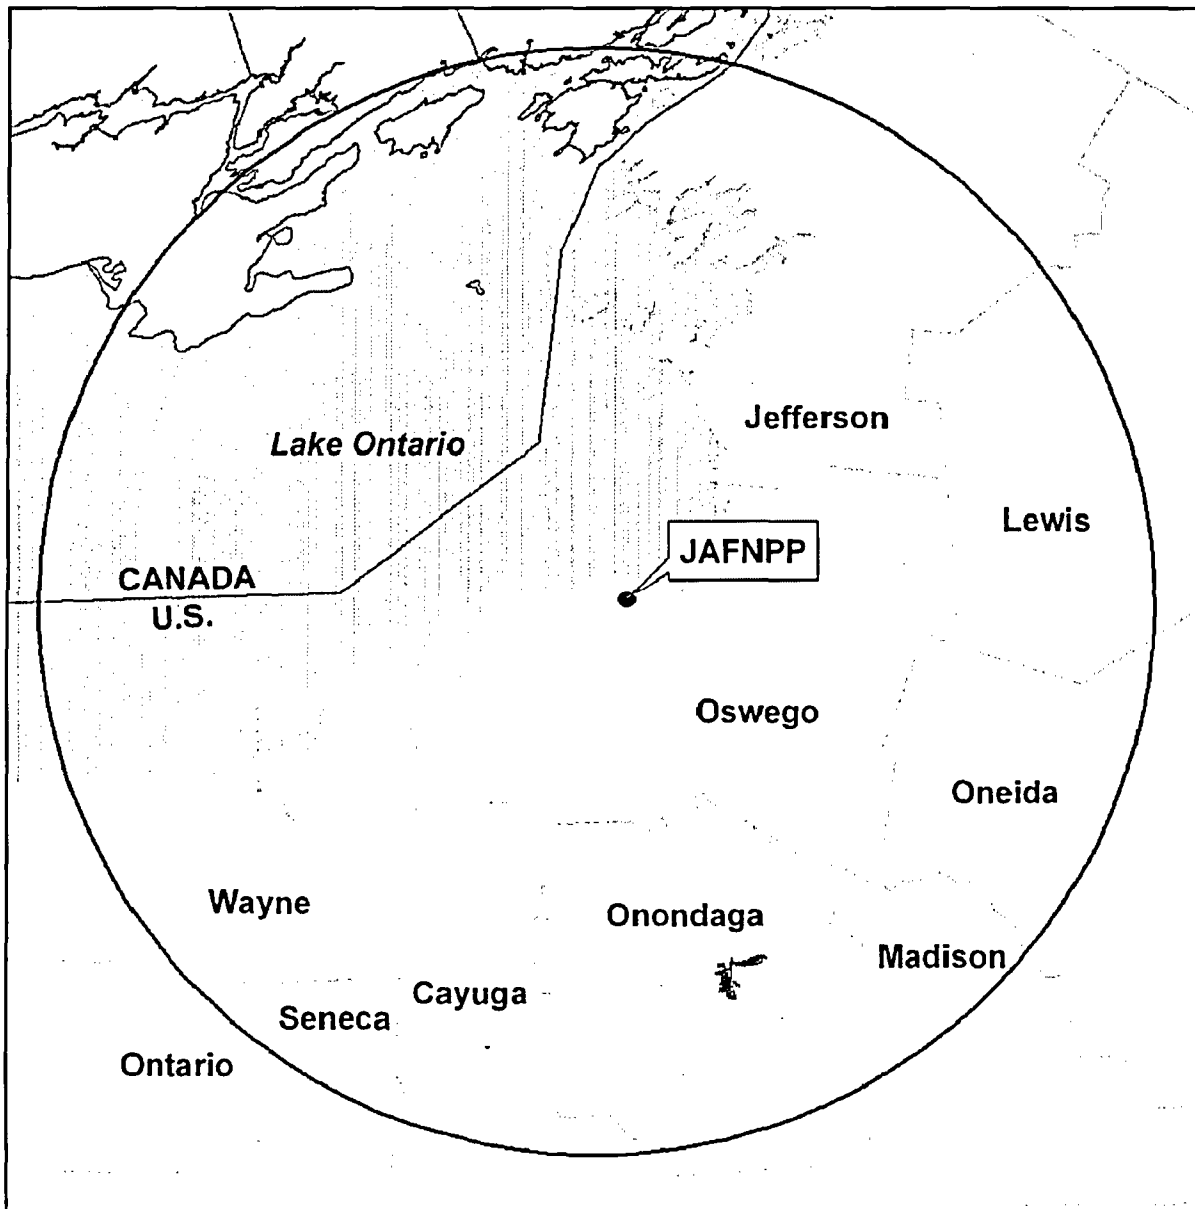 Jefferson
Lake Ontario
Lewis
JAFNPP
CANADA
U.S.
Oswego
Oneida
Wayne
Onondaga
Madison
Cayuga
Seneca
Ontario